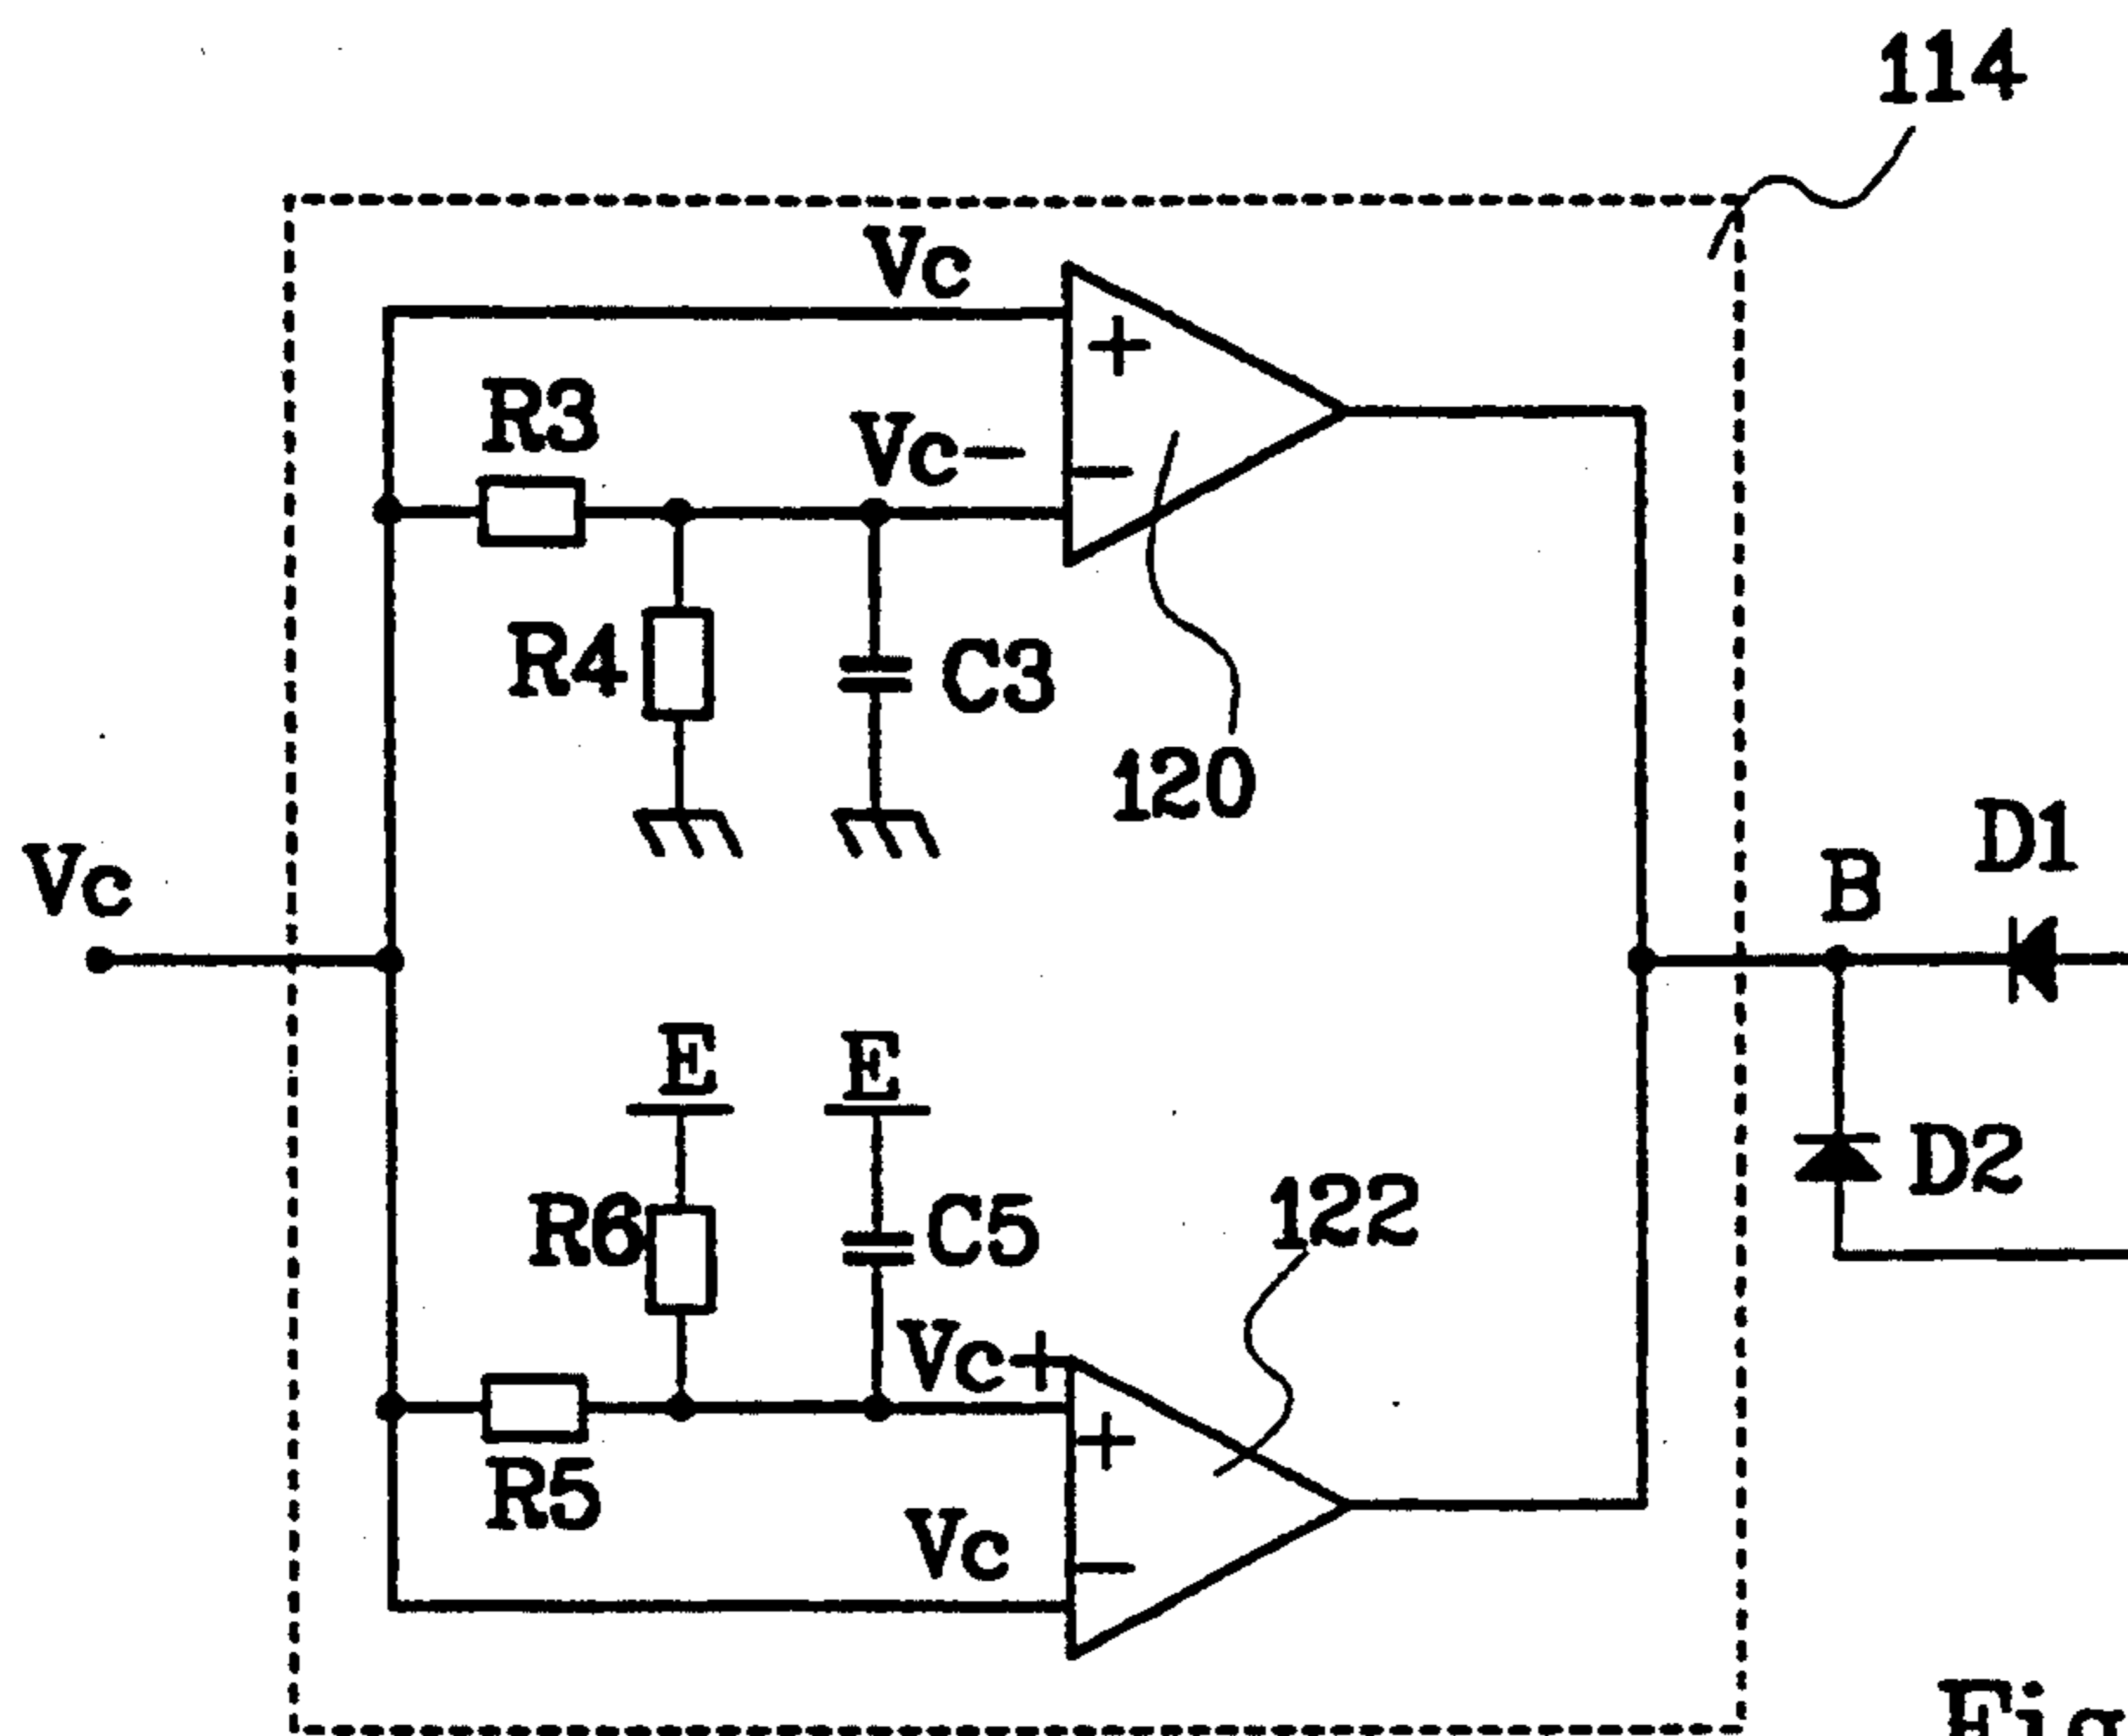 114
Vc
+
R3
Vc-
−
R4
C3
120
Vc
B
D1
E
E
D2
R6
C5
122
Vc+
+
R5
Vc
−